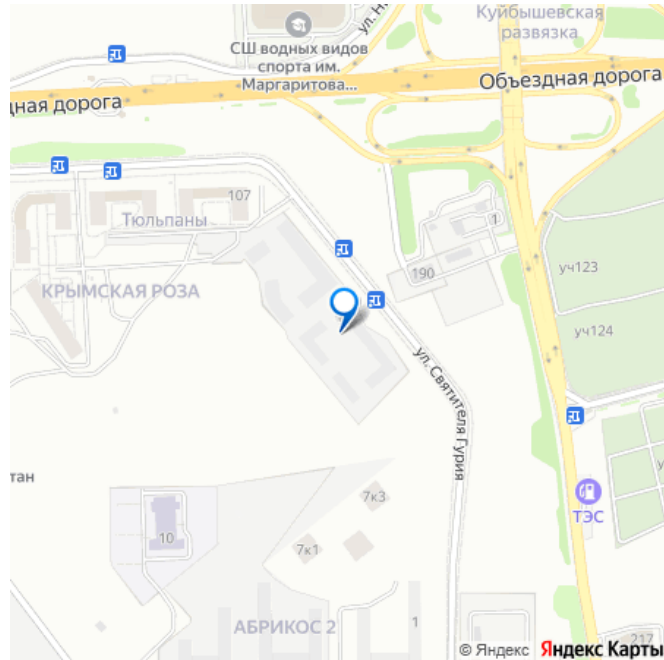 Куйбышевская
развязка
ул. Н
СШ водных видов
спорта им.
Маргаритова...
Объездная дорога
дная дорога
107
Тюльпаны
1
190
уч123
КРЫМСКАЯ РОЗА
уч124
ул. Святителя Гурия
тан
7к3
ТЭС
10
7к1
АБРИКОС 2
1
217
© Яндекс Яндекс Карты